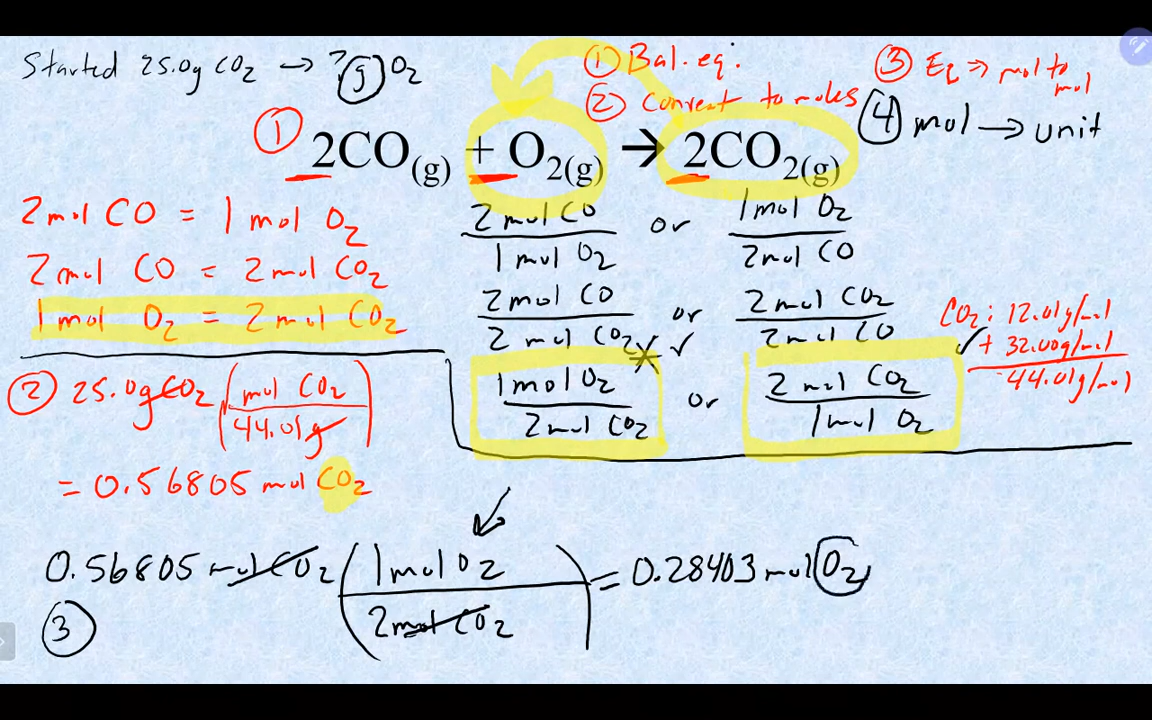 Started 25.0g CO₂ → ? g O₂
① Bal. eq:
② Convert to moles
③ Eq ⇒ mol to mol
④ mol → unit
① 2CO(g) + O₂(g) → 2CO₂(g)
2 mol CO = 1 mol O₂
2 mol CO = 2 mol CO₂
1 mol O₂ = 2 mol CO₂
2 mol CO / 1 mol O₂ or 1 mol O₂ / 2 mol CO
2 mol CO / 2 mol CO₂ or 2 mol CO₂ / 2 mol CO
1 mol O₂ / 2 mol CO₂ or 2 mol CO₂ / 1 mol O₂
CO₂: 12.01g/mol
+ 32.00g/mol
44.01g/mol
② 25.0g CO₂ (mol CO₂ / 44.01g)
= 0.56805 mol CO₂
0.56805 mol CO₂ (1 mol O₂ / 2 mol CO₂) = 0.28403 mol O₂
③